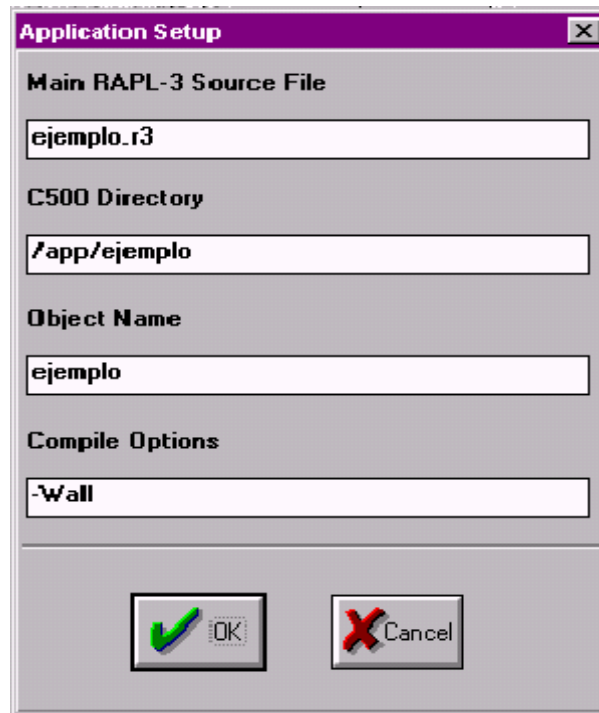 Application Setup
Main RAPL-3 Source File
ejemplo.r3
C500 Directory
/app/ejemplo
Object Name
ejemplo
Compile Options
-Wall
OK
Cancel